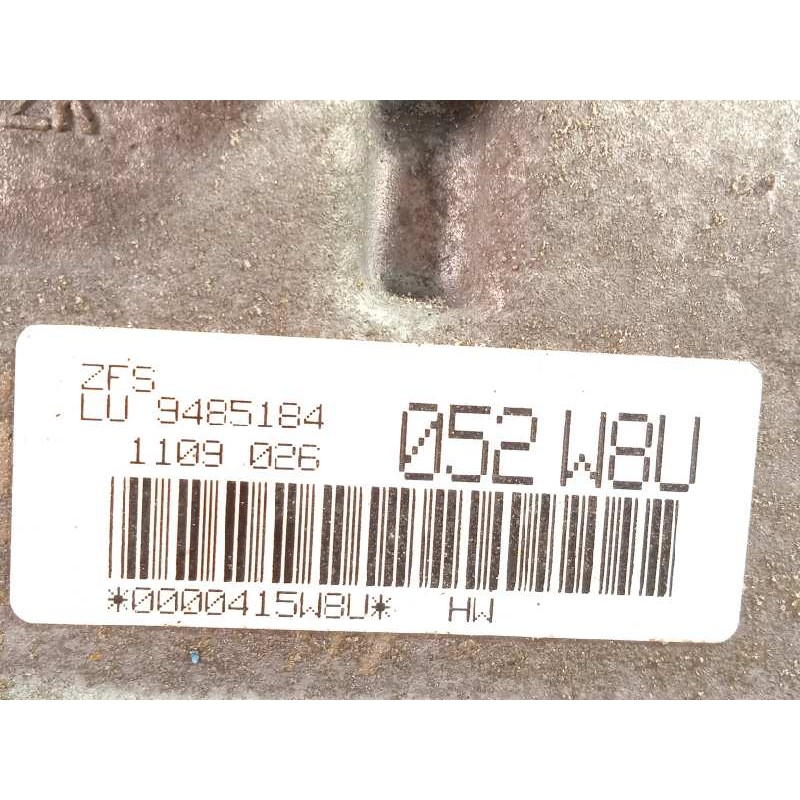 ZFS
LU 9485184
1109 026
052 W8U
*0000415W8U* HW